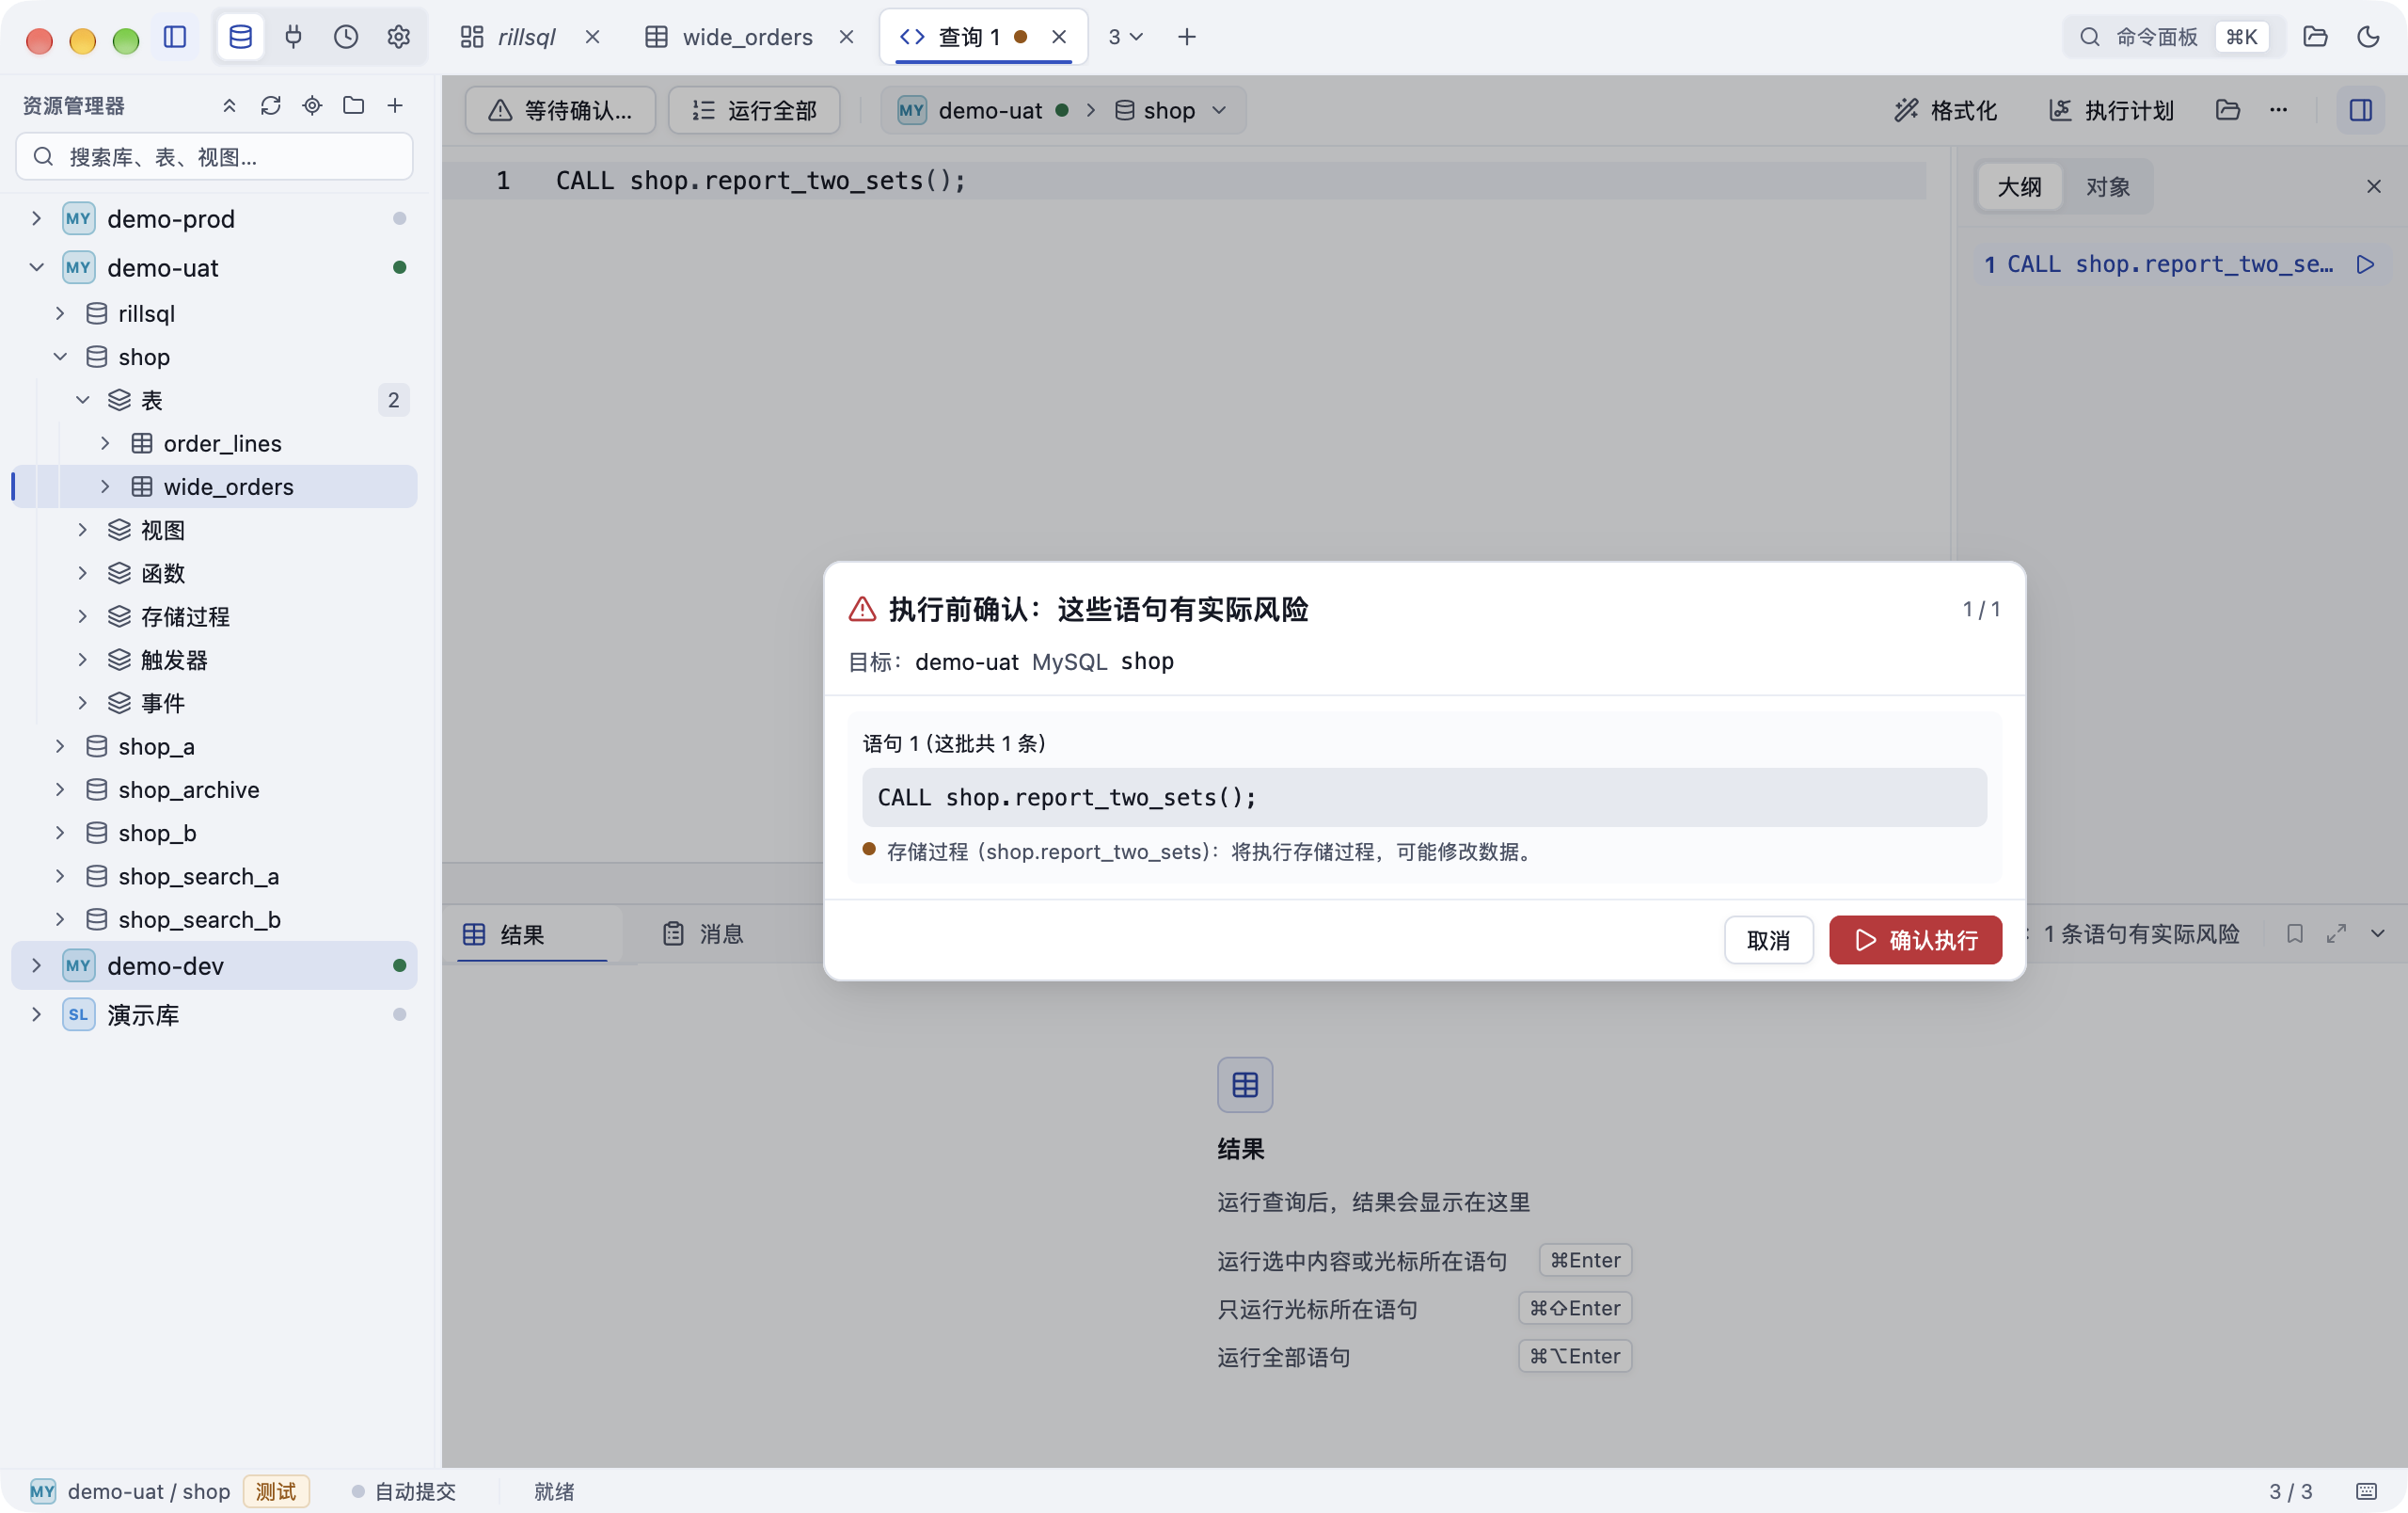 rillsql
wide_orders
查询 1
3
命令面板 ⌘K
资源管理器
搜索库、表、视图...
MY demo-prod
MY demo-uat
rillsql
shop
表 2
order_lines
wide_orders
视图
函数
存储过程
触发器
事件
shop_a
shop_archive
shop_b
shop_search_a
shop_search_b
MY demo-dev
SL 演示库
等待确认...
运行全部
MY demo-uat
shop
格式化
执行计划
1 CALL shop.report_two_sets();
大纲
对象
1 CALL shop.report_two_se...
执行前确认：这些语句有实际风险
1 / 1
目标：demo-uat MySQL shop
语句 1 (这批共 1 条)
CALL shop.report_two_sets();
存储过程 (shop.report_two_sets)：将执行存储过程，可能修改数据。
取消
确认执行
结果
消息
: 1 条语句有实际风险
结果
运行查询后，结果会显示在这里
运行选中内容或光标所在语句 ⌘Enter
只运行光标所在语句 ⌘⇧Enter
运行全部语句 ⌘⌥Enter
MY demo-uat / shop 测试
自动提交
就绪
3 / 3